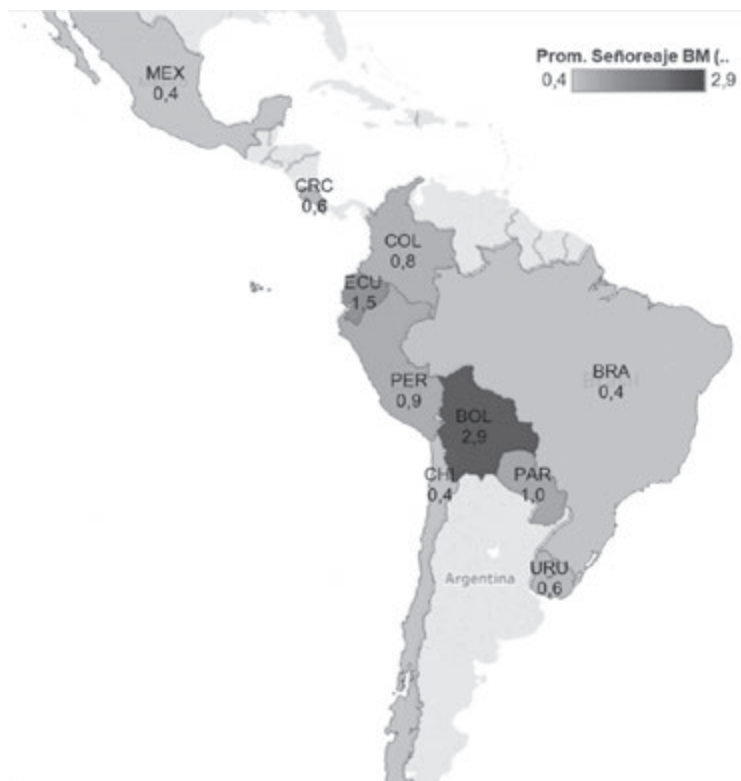 Prom. Señoreaje BM (..
0,4 2,9
MEX
0,4
CRC
0,6
COL
0,8
ECU
1,5
PER
0,9
BRA
0,4
BOL
2,9
CHI
0,4
PAR
1,0
URU
0,6
Argentina